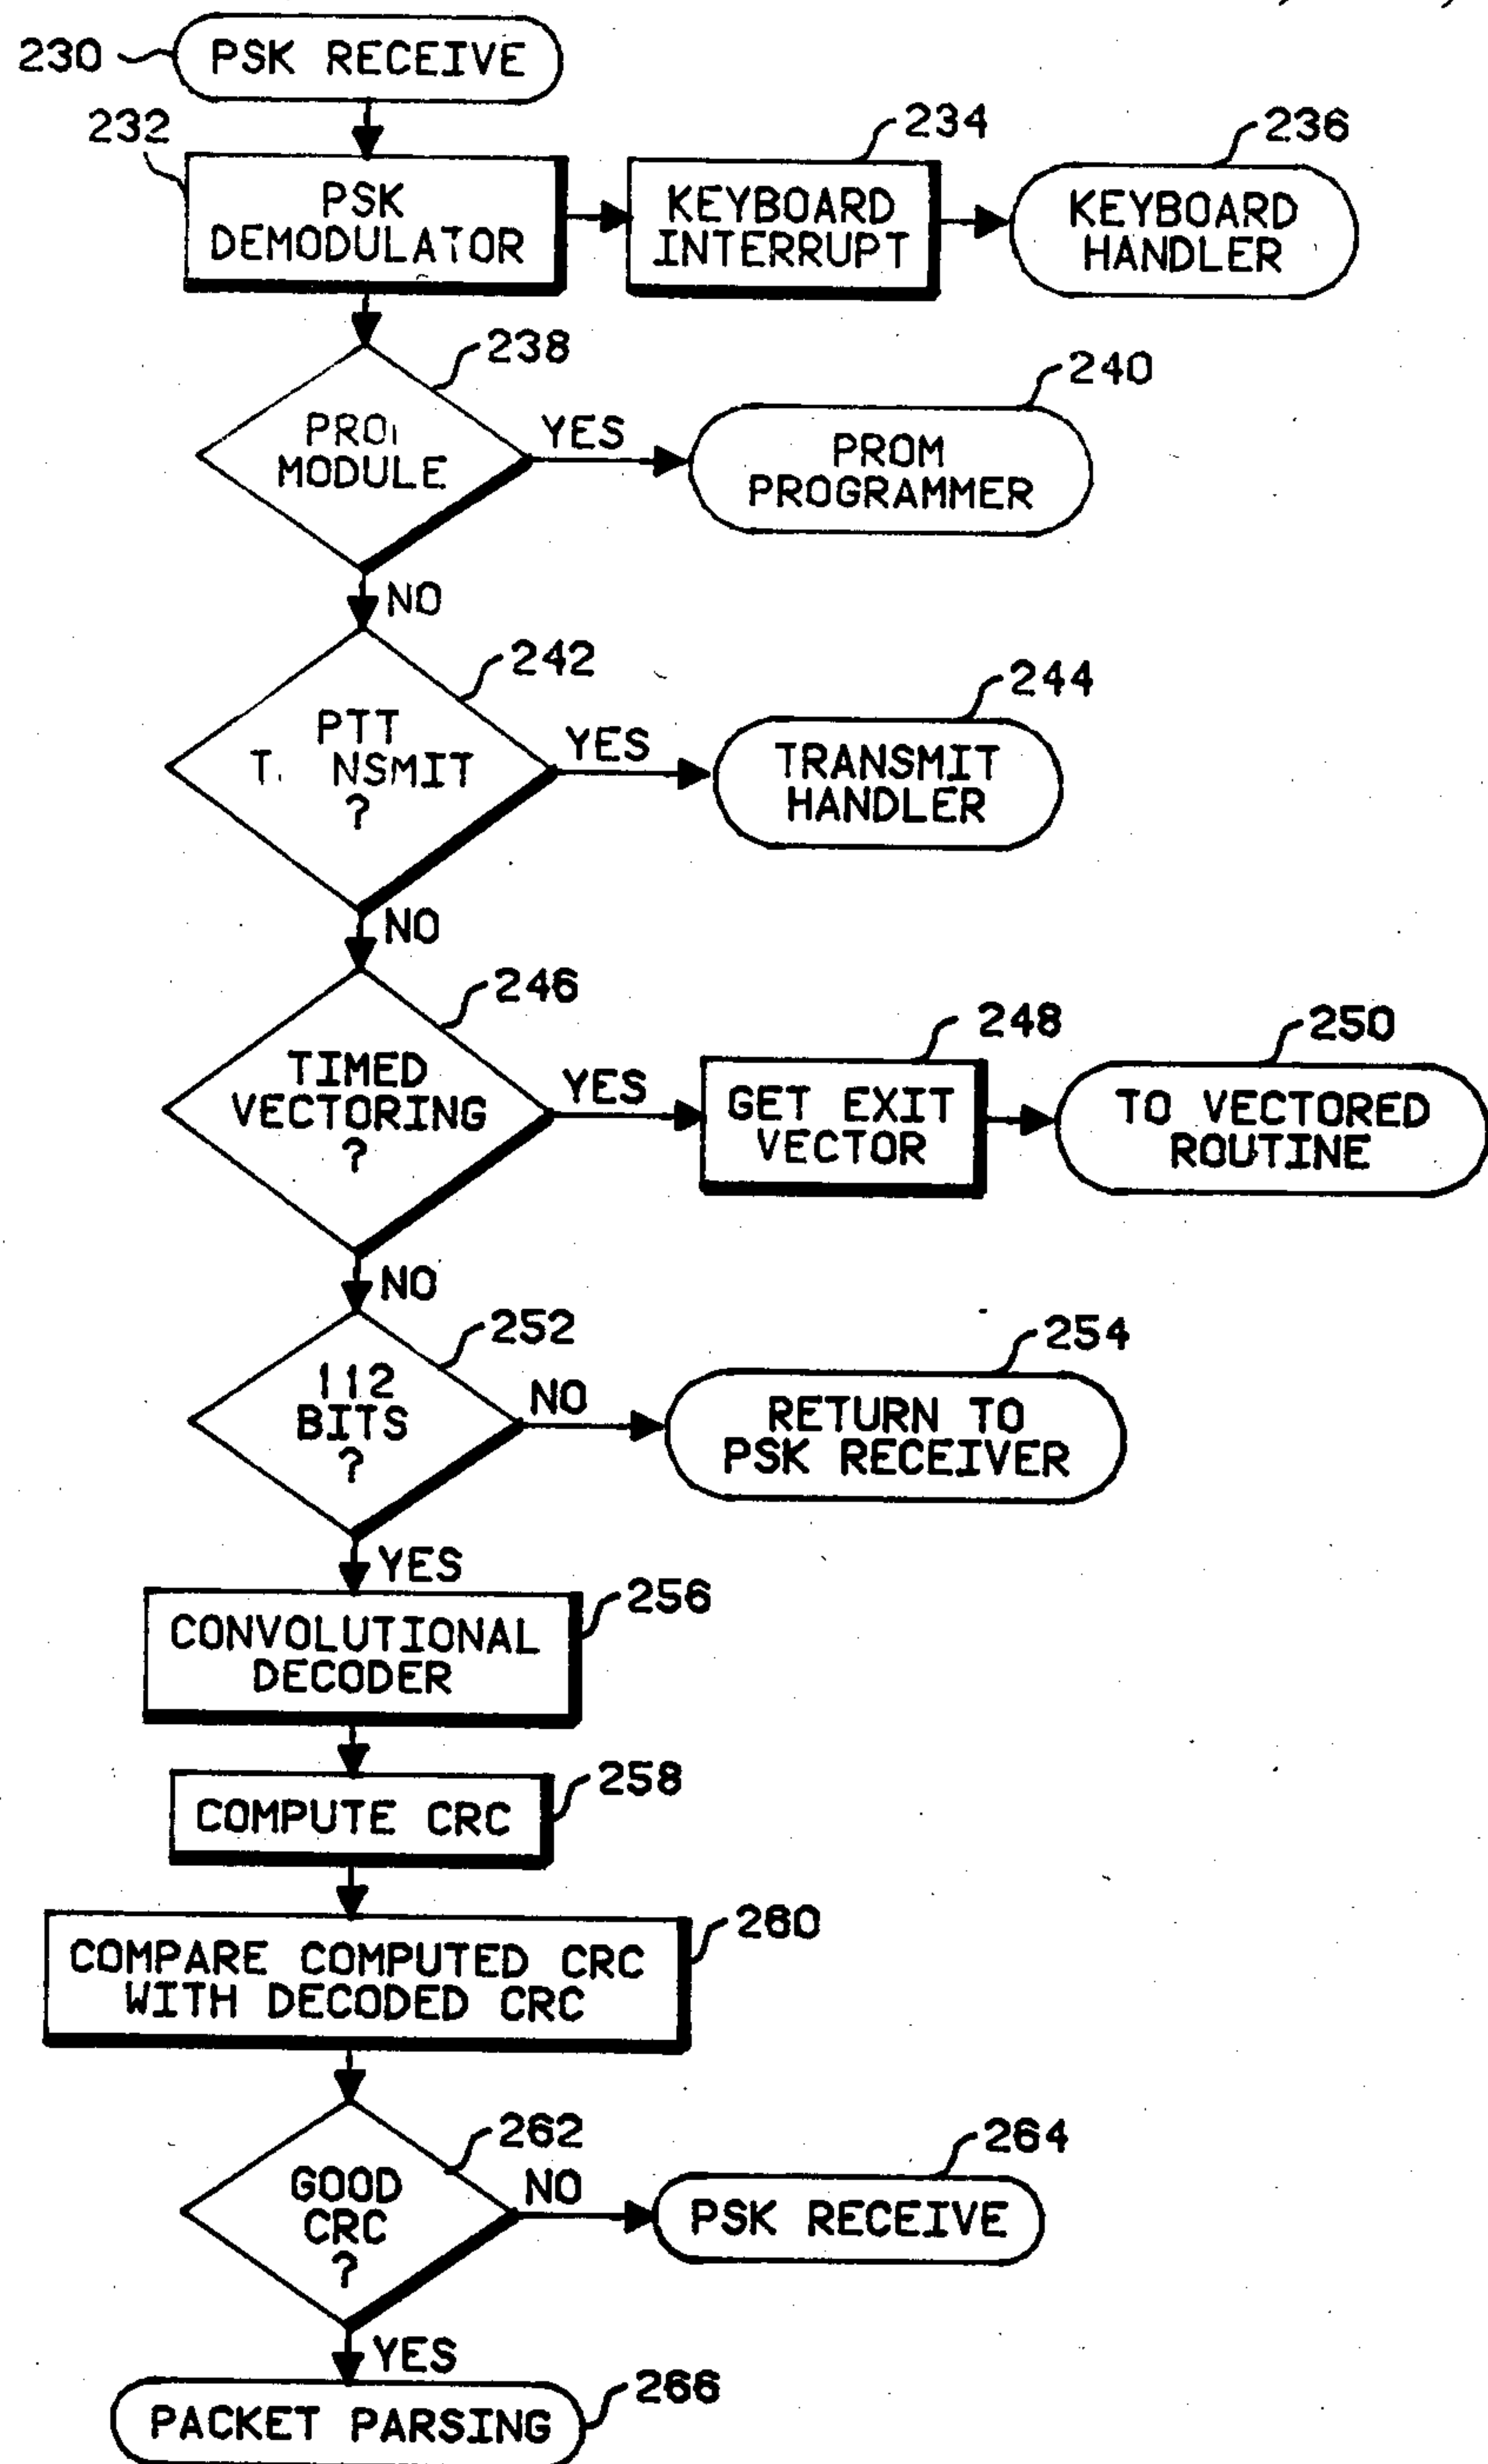 230
PSK RECEIVE
232
PSK
DEMODULATOR
234
KEYBOARD
INTERRUPT
236
KEYBOARD
HANDLER
238
MODULE
YES
240
PROM
PROGRAMMER
NO
242
PTT
?
YES
244
TRANSMIT
HANDLER
NO
246
TIMED
VECTORING
?
YES
248
GET EXIT
VECTOR
250
TO VECTORED
ROUTINE
NO
252
112
BITS
?
NO
254
RETURN TO
PSK RECEIVER
YES
256
CONVOLUTIONAL
DECODER
258
COMPUTE CRC
260
COMPARE COMPUTED CRC
WITH DECODED CRC
262
GOOD
CRC
?
NO
264
PSK RECEIVE
YES
266
PACKET PARSING